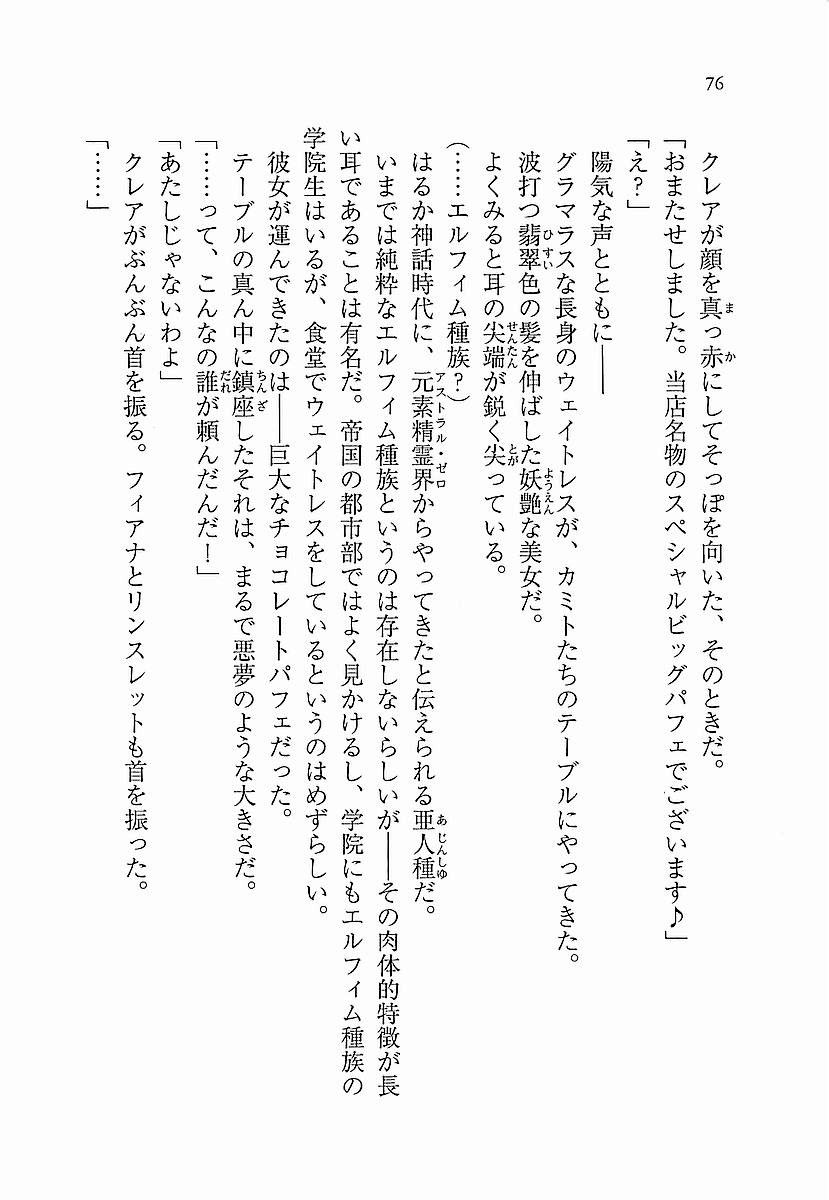 76
クレアが顔を真っ赤にしてそっぽを向いた、そのときだ。
「おまたせしました。当店名物のスペシャルビッグパフェでございます♪」
「え？」
陽気な声とともに――
グラマラスな長身のウェイトレスが、カミトたちのテーブルにやってきた。
波打つ翡翠色の髪を伸ばした妖艶な美女だ。
よくみると耳の尖端が鋭く尖っている。
（……エルフィム種族？）
はるか神話時代に、元素精霊界からやってきたと伝えられる亜人種だ。
いまでは純粋なエルフィム種族というのは存在しないらしいが――その肉体的特徴が長
い耳であることは有名だ。帝国の都市部ではよく見かけるし、学院にもエルフィム種族の
学院生はいるが、食堂でウェイトレスをしているというのはめずらしい。
彼女が運んできたのは――巨大なチョコレートパフェだった。
テーブルの真ん中に鎮座したそれは、まるで悪夢のような大きさだ。
「……って、こんなの誰が頼んだんだ！」
「あたしじゃないわよ」
クレアがぶんぶん首を振る。フィアナとリンスレットも首を振った。
「……」